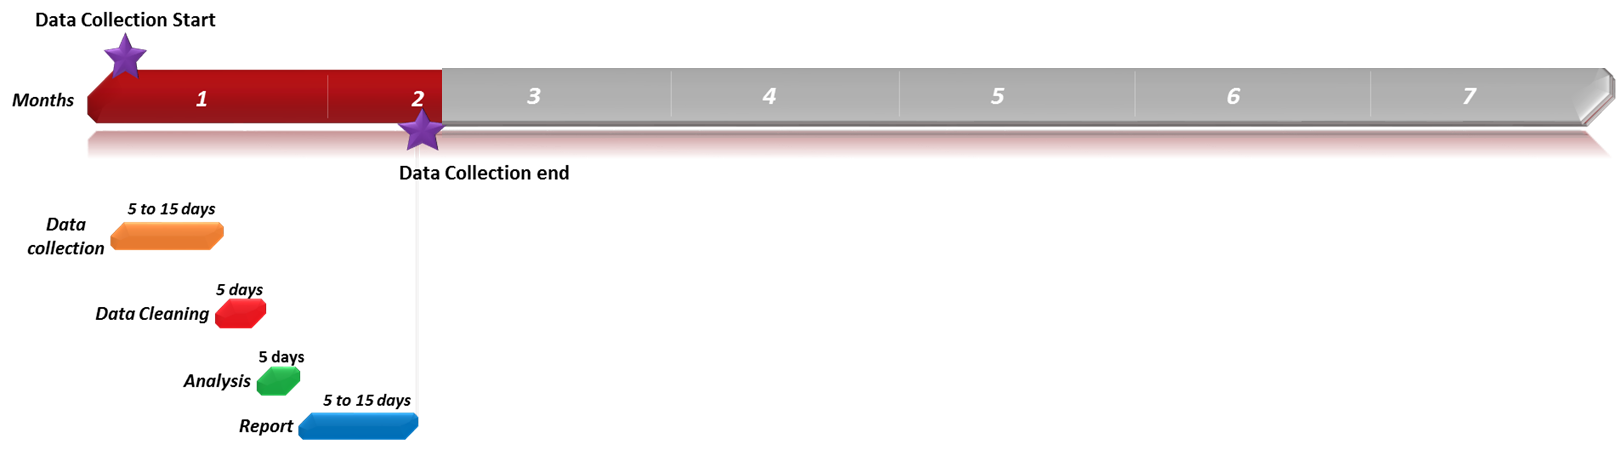 Data Collection Start
Months 1 2 3 4 5 6 7
Data Collection end
5 to 15 days
Data
collection
5 days
Data Cleaning
5 days
Analysis
5 to 15 days
Report